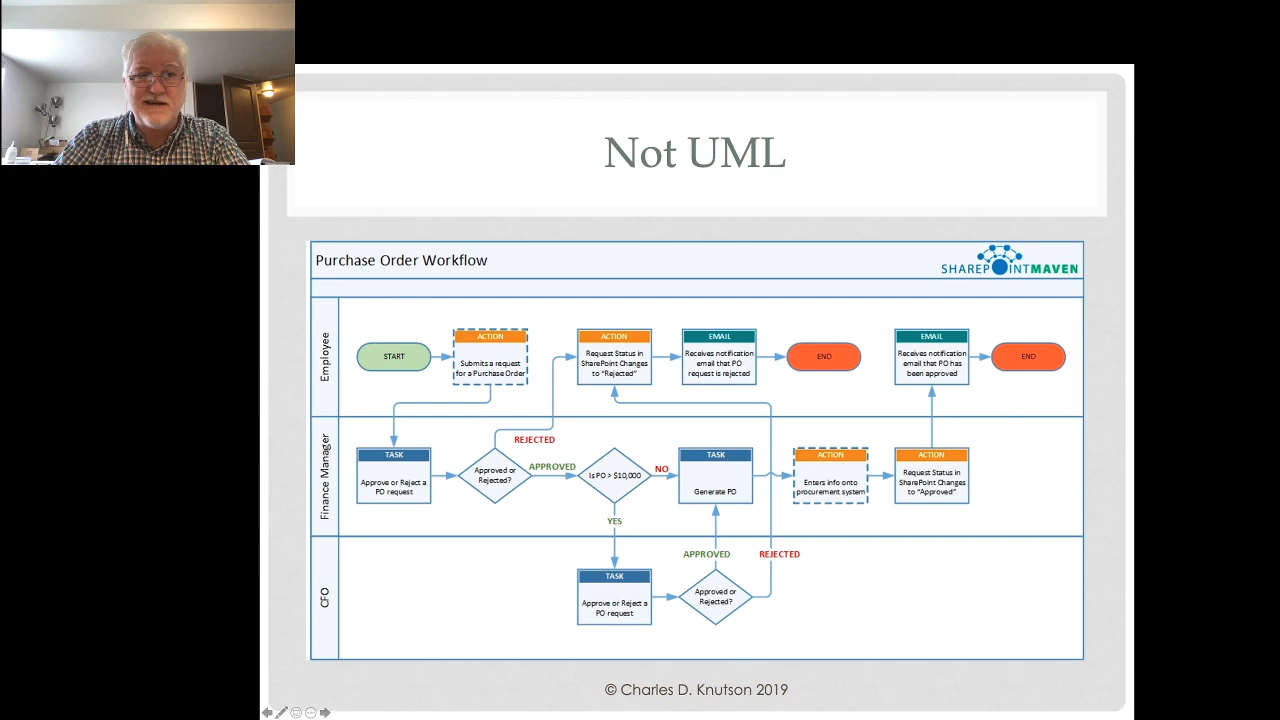 Not UML
Purchase Order Workflow
SHAREPOINTMAVEN
Employee
START
ACTION
Submits a request
for a Purchase Order
ACTION
Request Status in
SharePoint Changes
to "Rejected"
EMAIL
Receives notification
email that PO
request is rejected
END
EMAIL
Receives notification
email that PO has
been approved
END
Finance Manager
TASK
Approve or Reject a
PO request
REJECTED
Approved or
Rejected?
APPROVED
Is PO > $10,000
NO
YES
TASK
Generate PO
ACTION
Enters info onto
procurement system
ACTION
Request Status in
SharePoint Changes
to "Approved"
CFO
TASK
Approve or Reject a
PO request
APPROVED
REJECTED
Approved or
Rejected?
© Charles D. Knutson 2019